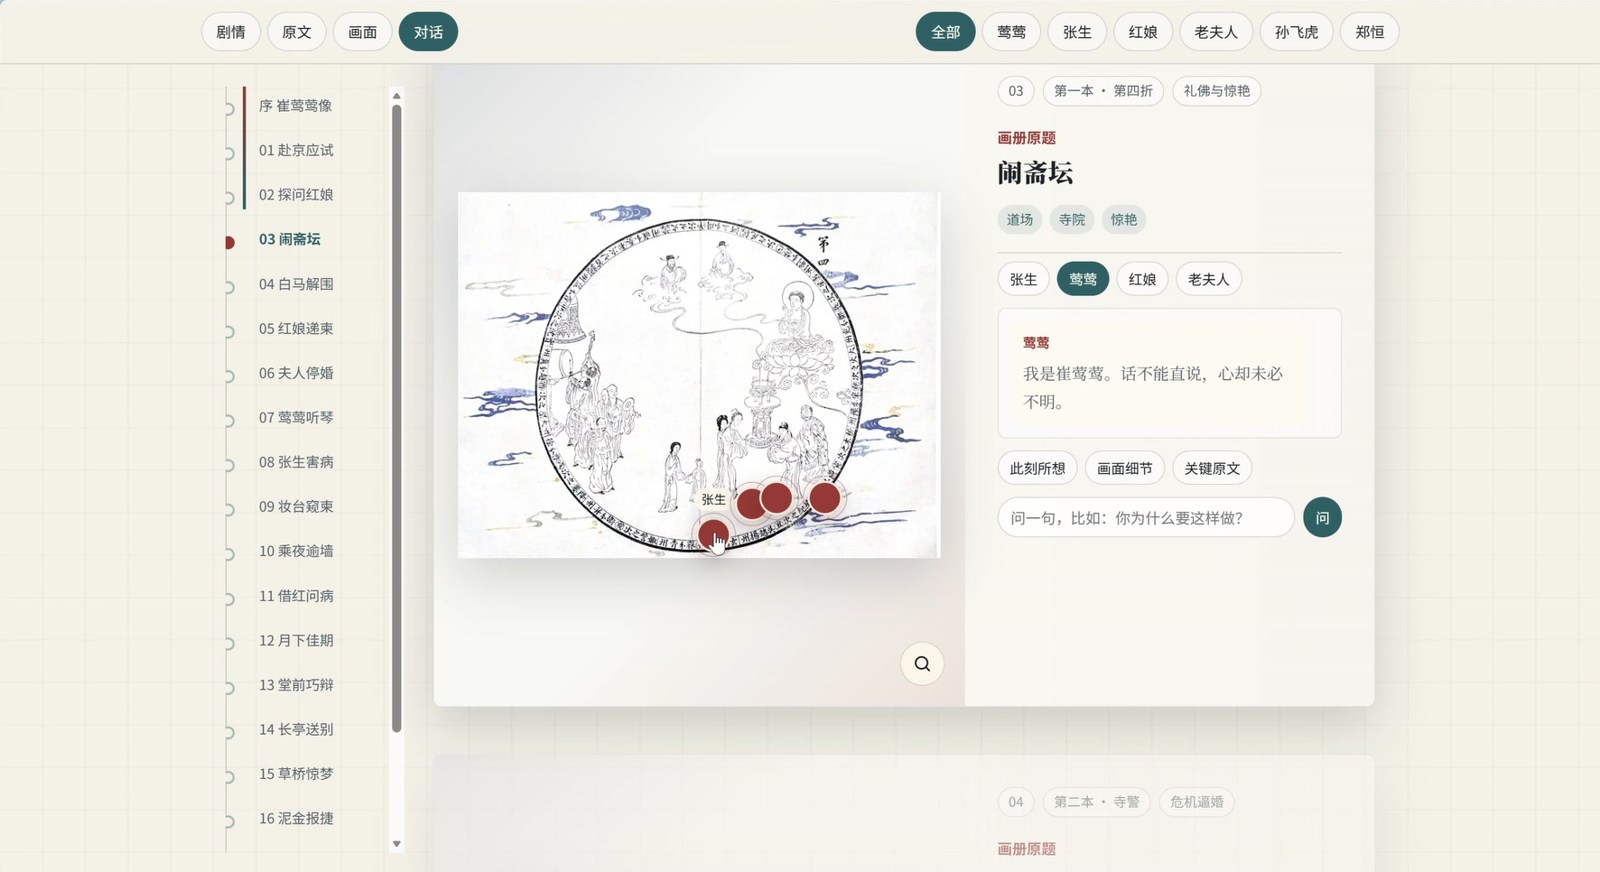 剧情 原文 画面 对话
全部 莺莺 张生 红娘 老夫人 孙飞虎 郑恒
序 崔莺莺像
01 赴京应试
02 探问红娘
03 闹斋坛
04 白马解围
05 红娘递柬
06 夫人停婚
07 莺莺听琴
08 张生害病
09 妆台窥柬
10 乘夜逾墙
11 借红问病
12 月下佳期
13 堂前巧辩
14 长亭送别
15 草桥惊梦
16 泥金报捷
第四
张生
03 第一本 · 第四折 礼佛与惊艳
画册原题
闹斋坛
道场 寺院 惊艳
张生 莺莺 红娘 老夫人
莺莺
我是崔莺莺。话不能直说，心却未必
不明。
此刻所想 画面细节 关键原文
问一句，比如：你为什么要这样做？ 问
04 第二本 · 寺警 危机逼婚
画册原题